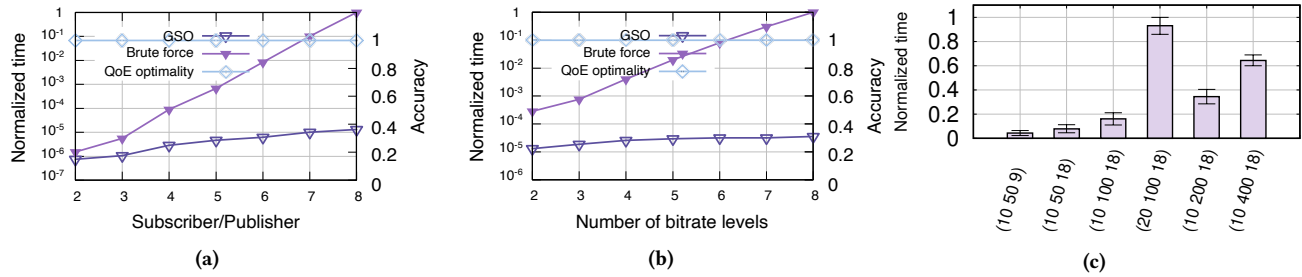 Normalized time
1
10-1
10-2
10-3
10-4
10-5
10-6
10-7
GSO
Brute force
QoE optimality
1
0.8
0.6
0.4
0.2
0
Accuracy
2 3 4 5 6 7 8
Subscriber/Publisher
(a)
Normalized time
1
10-1
10-2
10-3
10-4
10-5
10-6
GSO
Brute force
QoE optimality
1
0.8
0.6
0.4
0.2
0
Accuracy
2 3 4 5 6 7 8
Number of bitrate levels
(b)
Normalized time
1
0.8
0.6
0.4
0.2
0
(10 50 9)
(10 50 18)
(10 100 18)
(20 100 18)
(10 200 18)
(10 400 18)
(c)